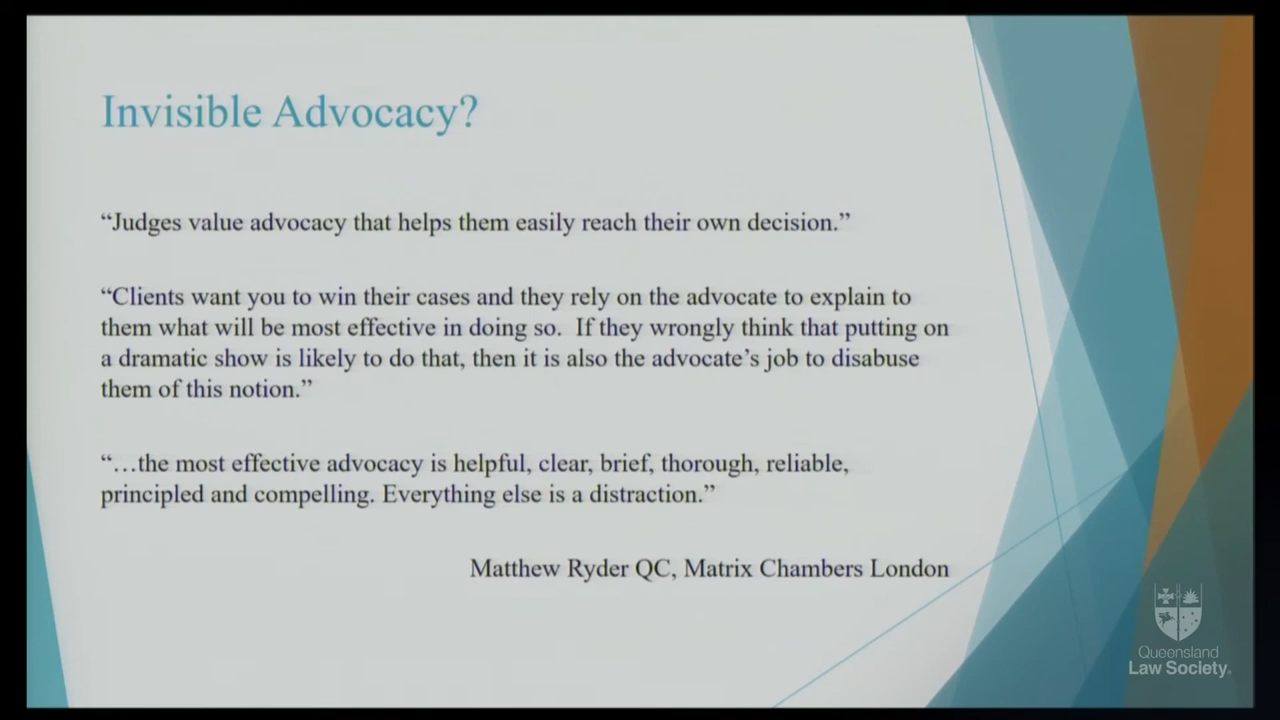 Invisible Advocacy?
“Judges value advocacy that helps them easily reach their own decision.”
“Clients want you to win their cases and they rely on the advocate to explain to
them what will be most effective in doing so.  If they wrongly think that putting on
a dramatic show is likely to do that, then it is also the advocate’s job to disabuse
them of this notion.”
“…the most effective advocacy is helpful, clear, brief, thorough, reliable,
principled and compelling. Everything else is a distraction.”
Matthew Ryder QC, Matrix Chambers London
Queensland
Law Society.